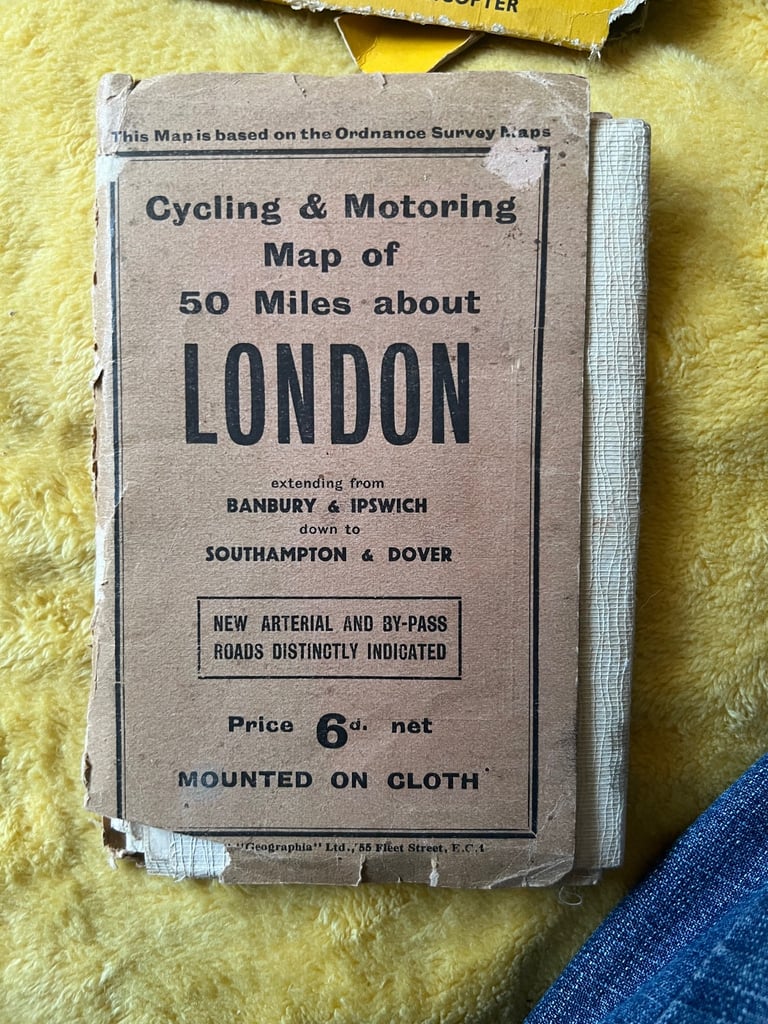 This Map is based on the Ordnance Survey Maps
Cycling & Motoring
Map of
50 Miles about
LONDON
extending from
BANBURY & IPSWICH
down to
SOUTHAMPTON & DOVER
NEW ARTERIAL AND BY-PASS
ROADS DISTINCTLY INDICATED
Price 6d. net
MOUNTED ON CLOTH
"Geographia" Ltd., 55 Fleet Street, E.C.4